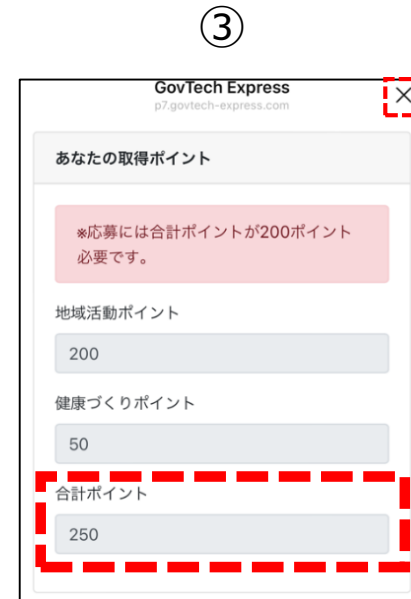 ③
GovTech Express
p7.govtech-express.com
あなたの取得ポイント
※応募には合計ポイントが200ポイント
必要です。
地域活動ポイント
200
健康づくりポイント
50
合計ポイント
250